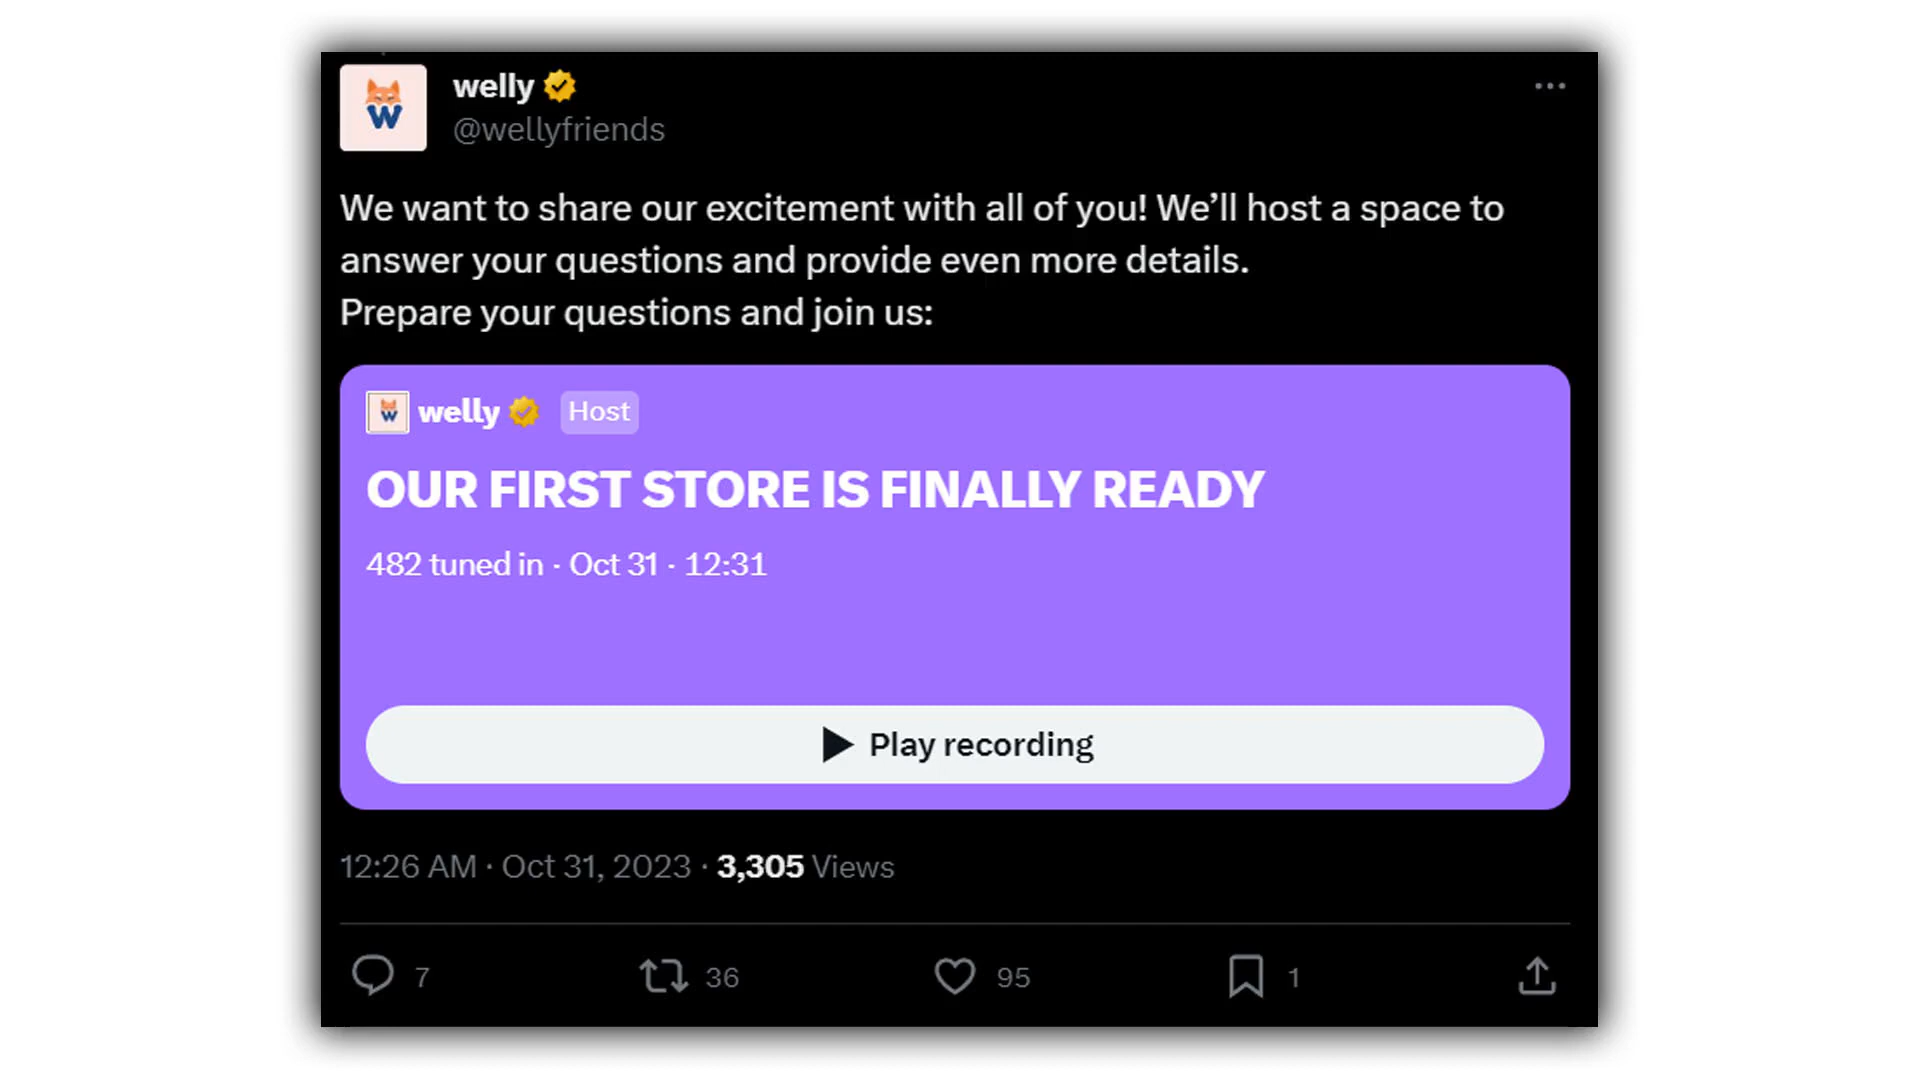 welly
@wellyfriends
We want to share our excitement with all of you! We’ll host a space to
answer your questions and provide even more details.
Prepare your questions and join us:
W welly Host
OUR FIRST STORE IS FINALLY READY
482 tuned in · Oct 31 · 12:31
Play recording
12:26 AM · Oct 31, 2023 · 3,305 Views
7 36 95 1